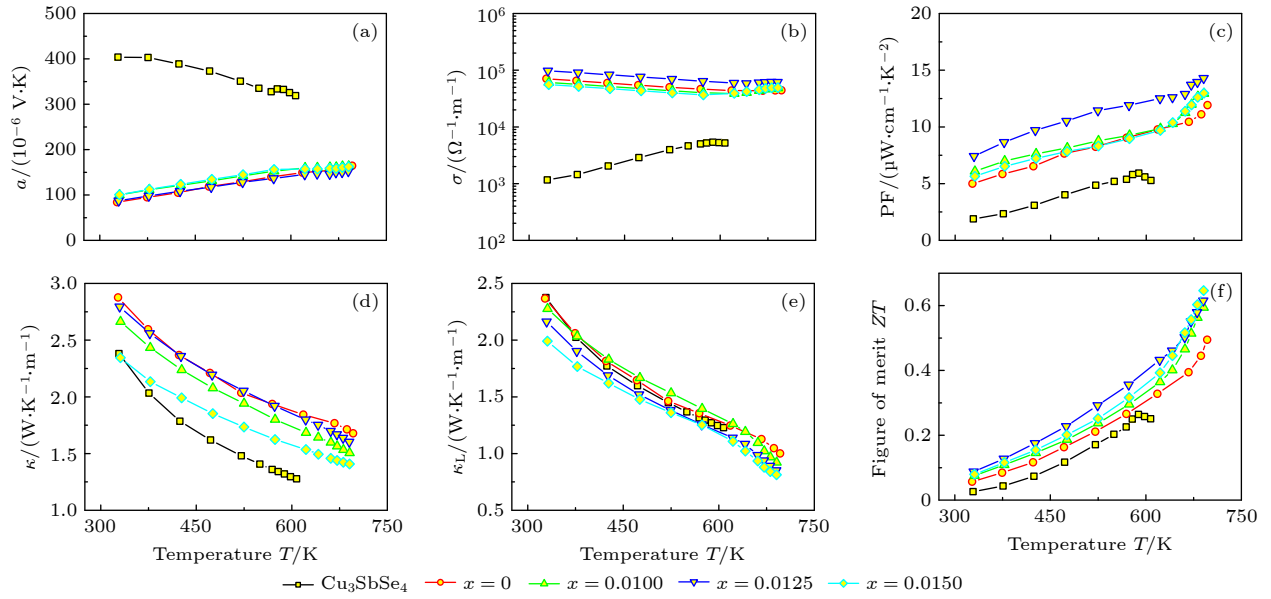 500
400
300
200
100
0
a/(10⁻⁶ V·K)
(a)
10⁶
10⁵
10⁴
10³
10²
σ/(Ω⁻¹·m⁻¹)
(b)
20
15
10
5
0
PF/(µW·cm⁻¹·K⁻²)
(c)
3.0
2.5
2.0
1.5
1.0
κ/(W·K⁻¹·m⁻¹)
(d)
300 450 600 750
Temperature T/K
2.5
2.0
1.5
1.0
0.5
κL/(W·K⁻¹·m⁻¹)
(e)
300 450 600 750
Temperature T/K
0.6
0.4
0.2
0
Figure of merit ZT
(f)
300 450 600 750
Temperature T/K
Cu₃SbSe₄ x = 0 x = 0.0100 x = 0.0125 x = 0.0150